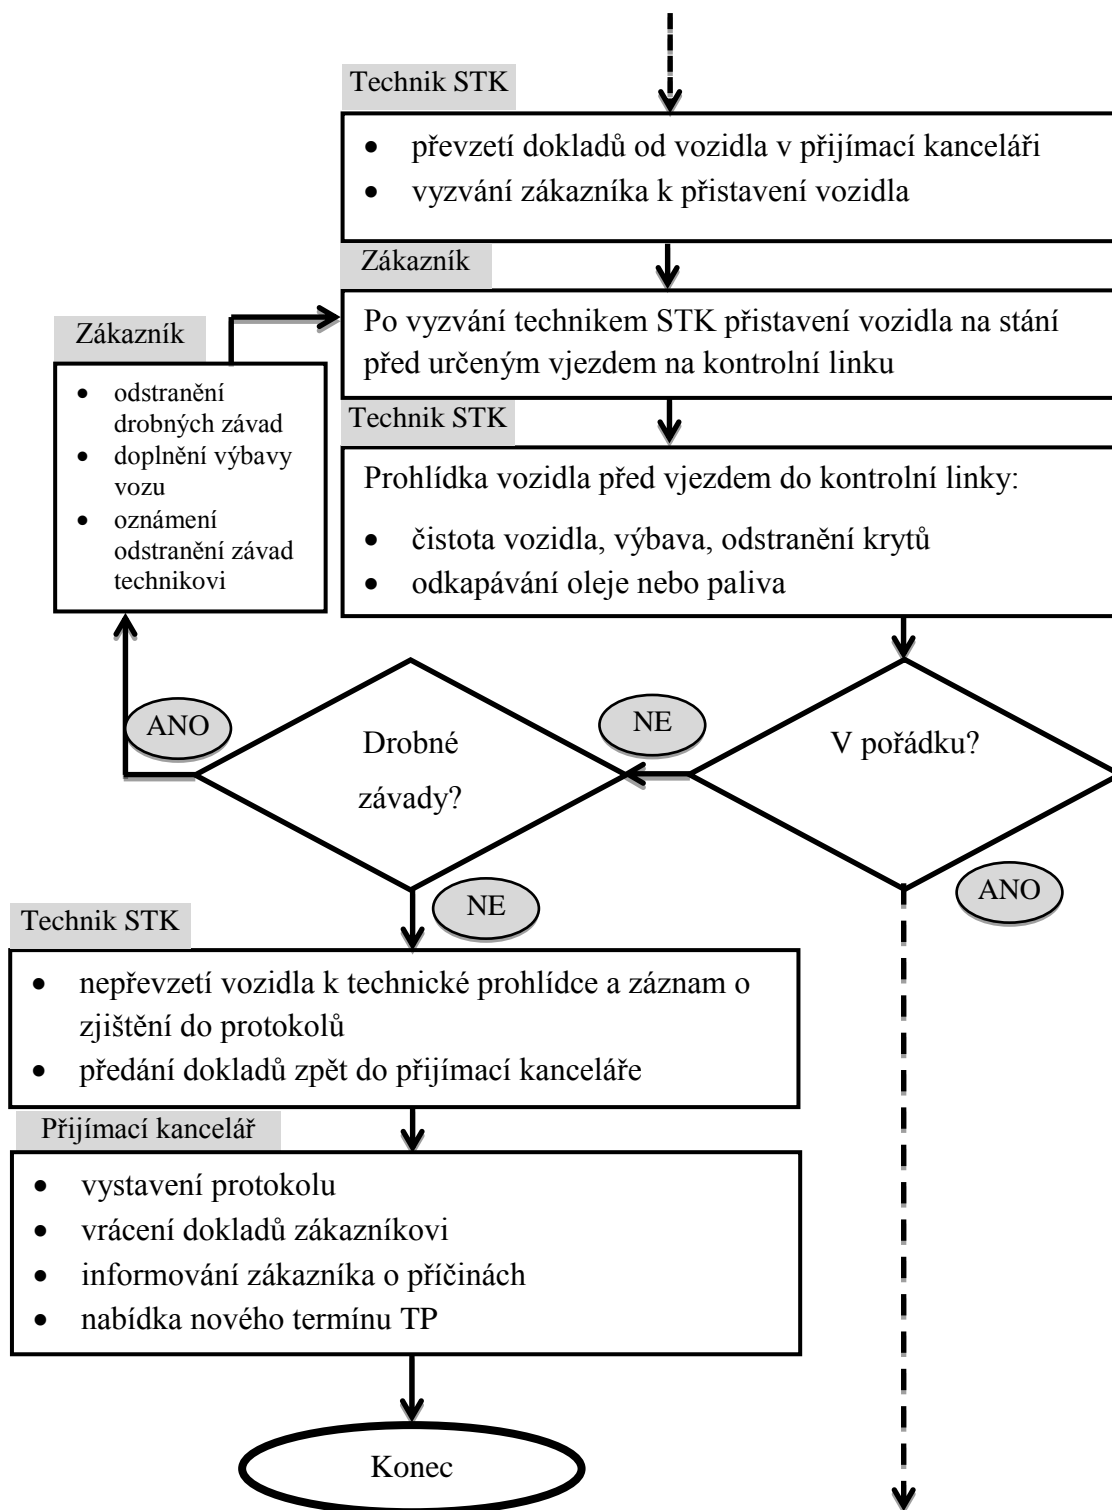 Technik STK
• převzetí dokladů od vozidla v přijímací kanceláři
• vyzvání zákazníka k přistavení vozidla
Zákazník
Po vyzvání technikem STK přistavení vozidla na stání
před určeným vjezdem na kontrolní linku
Zákazník
• odstranění
drobných závad
• doplnění výbavy
vozu
• oznámení
odstranění závad
technikovi
Technik STK
Prohlídka vozidla před vjezdem do kontrolní linky:
• čistota vozidla, výbava, odstranění krytů
• odkapávání oleje nebo paliva
V pořádku?
NE
Drobné
závady?
ANO
ANO
NE
Technik STK
• nepřevzetí vozidla k technické prohlídce a záznam o
zjištění do protokolů
• předání dokladů zpět do přijímací kanceláře
Přijímací kancelář
• vystavení protokolu
• vrácení dokladů zákazníkovi
• informování zákazníka o příčinách
• nabídka nového termínu TP
Konec